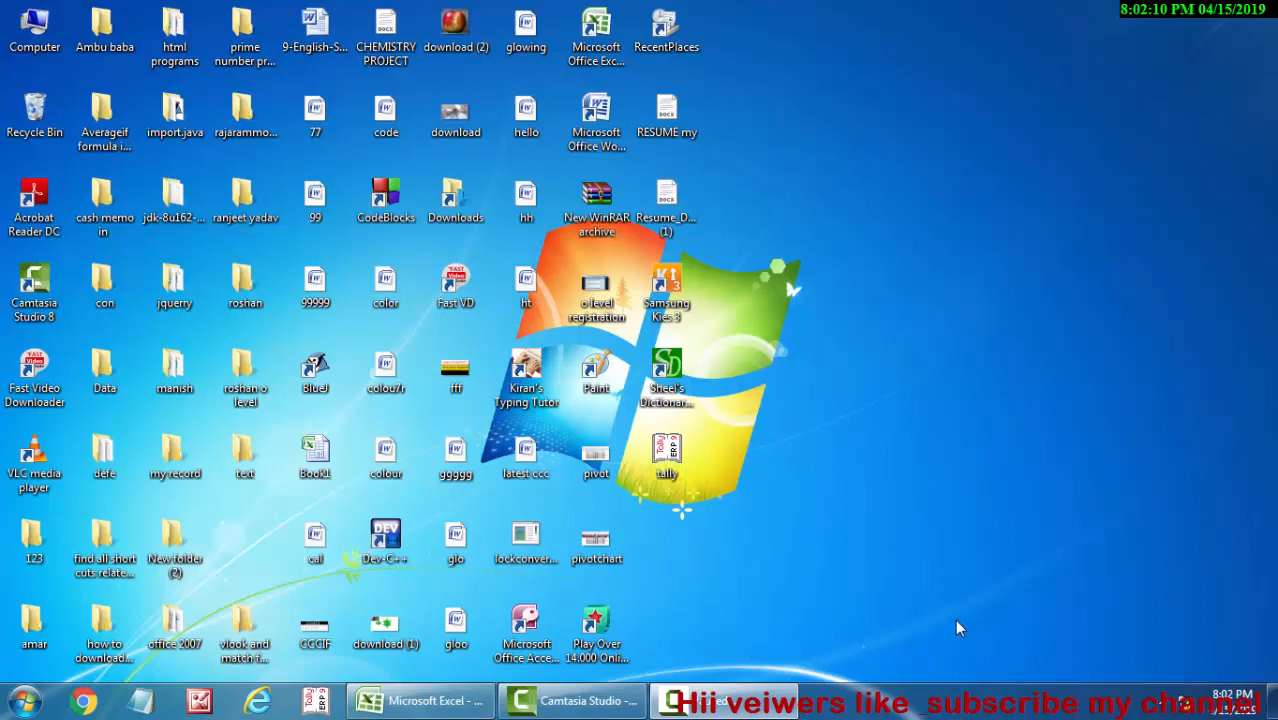 8:02:10 PM 04/15/2019
Computer
Ambu baba
html
programs
prime
number pr...
9-English-S...
CHEMISTRY
PROJECT
download (2)
glowing
Microsoft
Office Exc...
RecentPlaces
Recycle Bin
Averageif
formula i...
import.java
rajarammo...
77
code
download
hello
Microsoft
Office Wo...
RESUME my
Acrobat
Reader DC
cash memo
in
jdk-8u162-...
ranjeet yadav
99
CodeBlocks
Downloads
hh
New WinRAR
archive
Resume_D...
(1)
Camtasia
Studio 8
con
jquerry
roshan
99999
color
Fast VD
ht
o level
registration
Samsung
Kies 3
Fast Video
Downloader
Data
manish
roshan o
level
BlueJ
colou7r
fff
Kiran's
Typing Tutor
Paint
Sheel's
Dictionar...
VLC media
player
defe
my record
text
Book1
colour
ggggg
latest ccc
pivot
tally
123
find all short
cuts relate...
New folder
(2)
cal
Dev-C++
glo
lockconver...
pivotchart
amar
how to
download...
office 2007
vlook and
match f...
CCCIF
download (1)
gloo
Microsoft
Office Acce...
Play Over
14,000 Onli...
Microsoft Excel - ...
Camtasia Studio -...
Hii veiwers like subscribe my channel
8:02 PM